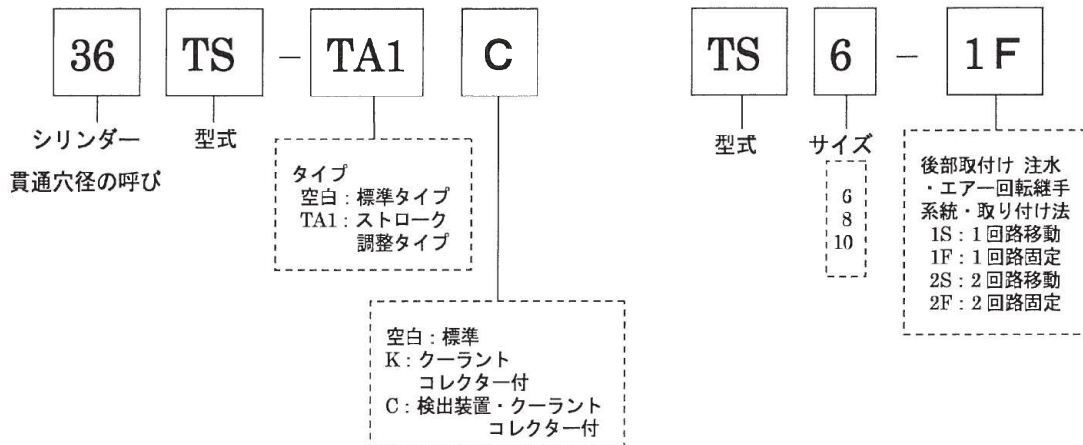 36 TS - TA1 C
シリンダー
貫通穴径の呼び
型式
タイプ
空白：標準タイプ
TA1：ストローク
調整タイプ
空白：標準
K：クーラント
コレクター付
C：検出装置・クーラント
コレクター付
TS 6 - 1F
型式
サイズ
6
8
10
後部取付け 注水
・エアー回転継手
系統・取り付け法
1S：1回路移動
1F：1回路固定
2S：2回路移動
2F：2回路固定